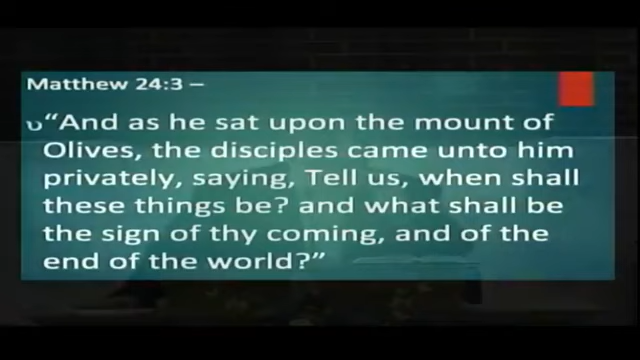 Matthew 24:3 –
υ“And as he sat upon the mount of
Olives, the disciples came unto him
privately, saying, Tell us, when shall
these things be? and what shall be
the sign of thy coming, and of the
end of the world?”